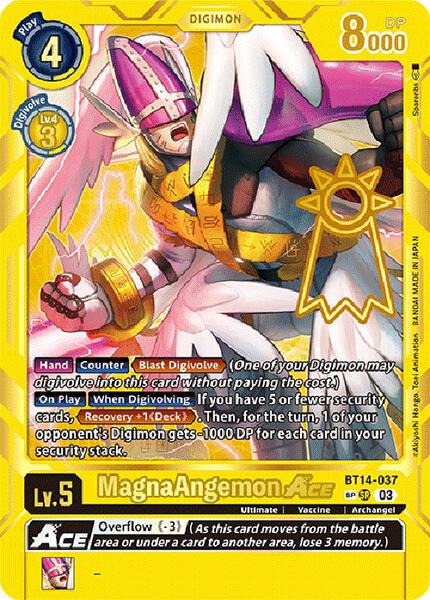 Play
4
DIGIMON
8000 DP
Digivolve
Lv.4
3
Spareribs
©Akiyoshi Hongo, Toei Animation BANDAI MADE IN JAPAN
Hand Counter Blast Digivolve (One of your Digimon may
digivolve into this card without paying the cost.)
On Play When Digivolving If you have 5 or fewer security
cards, Recovery +1 (Deck). Then, for the turn, 1 of your
opponent's Digimon gets -1000 DP for each card in your
security stack.
BT14-037
Lv.5 MagnaAngemon ACE SP SR 03
Ultimate | Vaccine | Archangel
ACE Overflow《-3》(As this card moves from the battle
area or under a card to another area, lose 3 memory.)
–